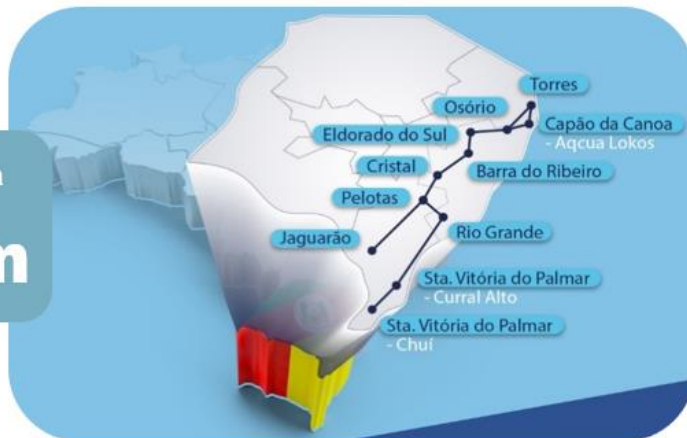 Torres
Osório
Capão da Canoa
- Aqcua Lokos
Eldorado do Sul
Cristal
Barra do Ribeiro
Pelotas
Rio Grande
Jaguarão
Sta. Vitória do Palmar
- Curral Alto
Sta. Vitória do Palmar
- Chuí